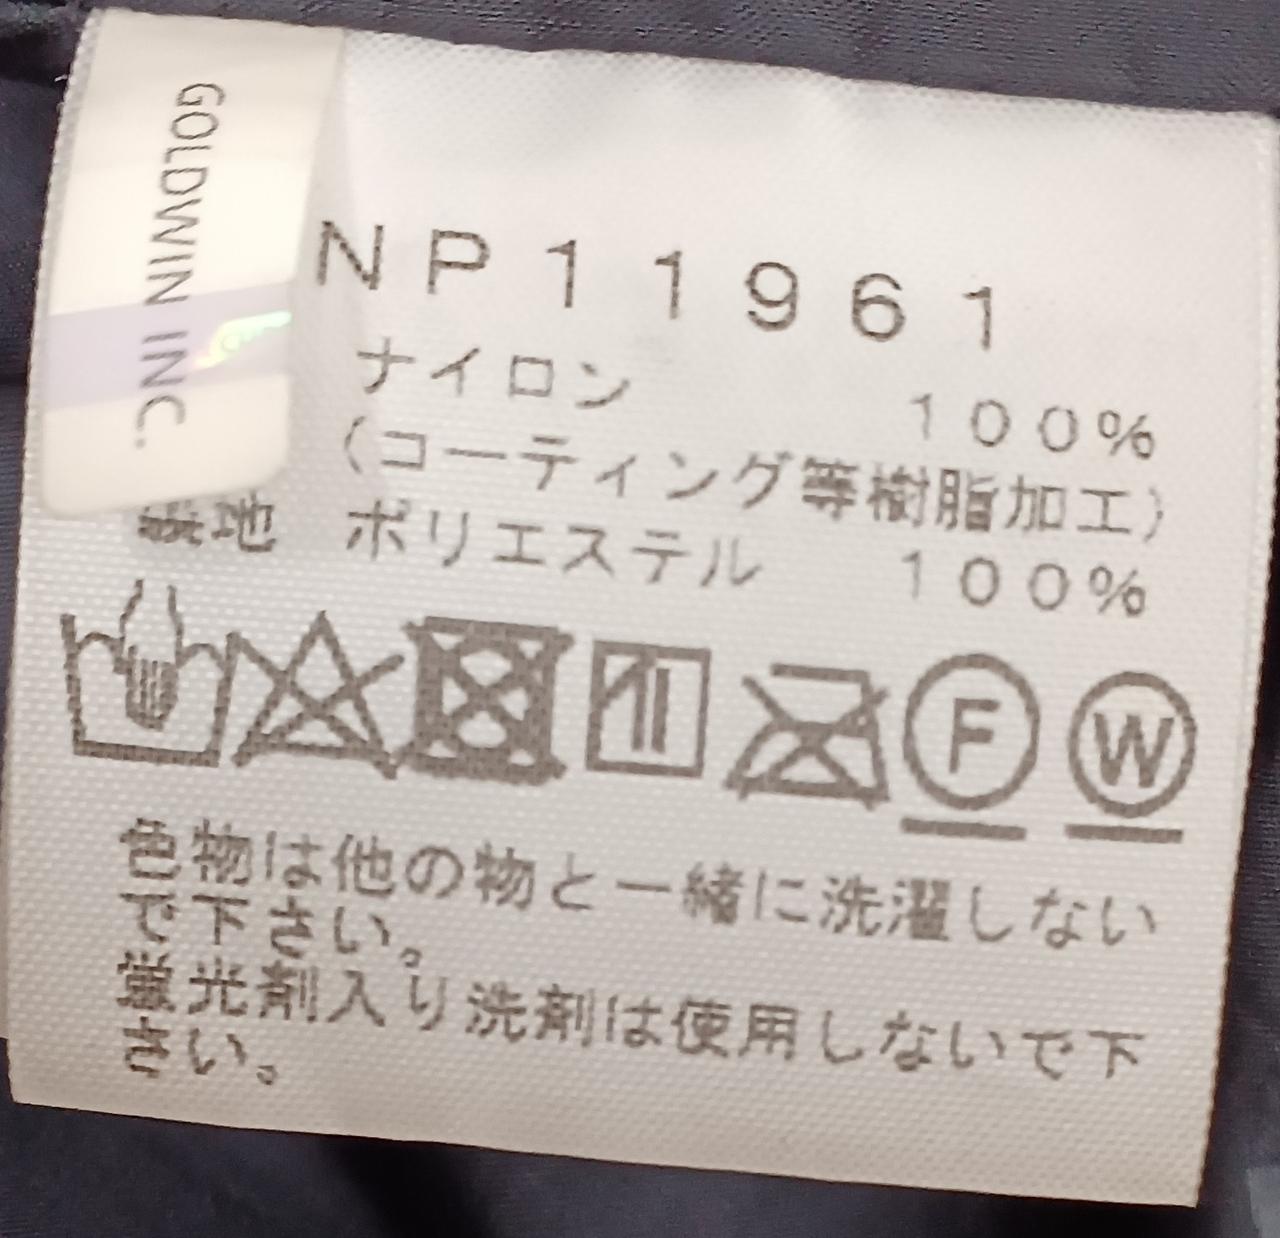 GOLDWIN INC.
NP11961
ナイロン 100%
(コーティング等樹脂加工)
裏地 ポリエステル 100%
F
W
色物は他の物と一緒に洗濯しない
で下さい。
蛍光剤入り洗剤は使用しないで下
さい。